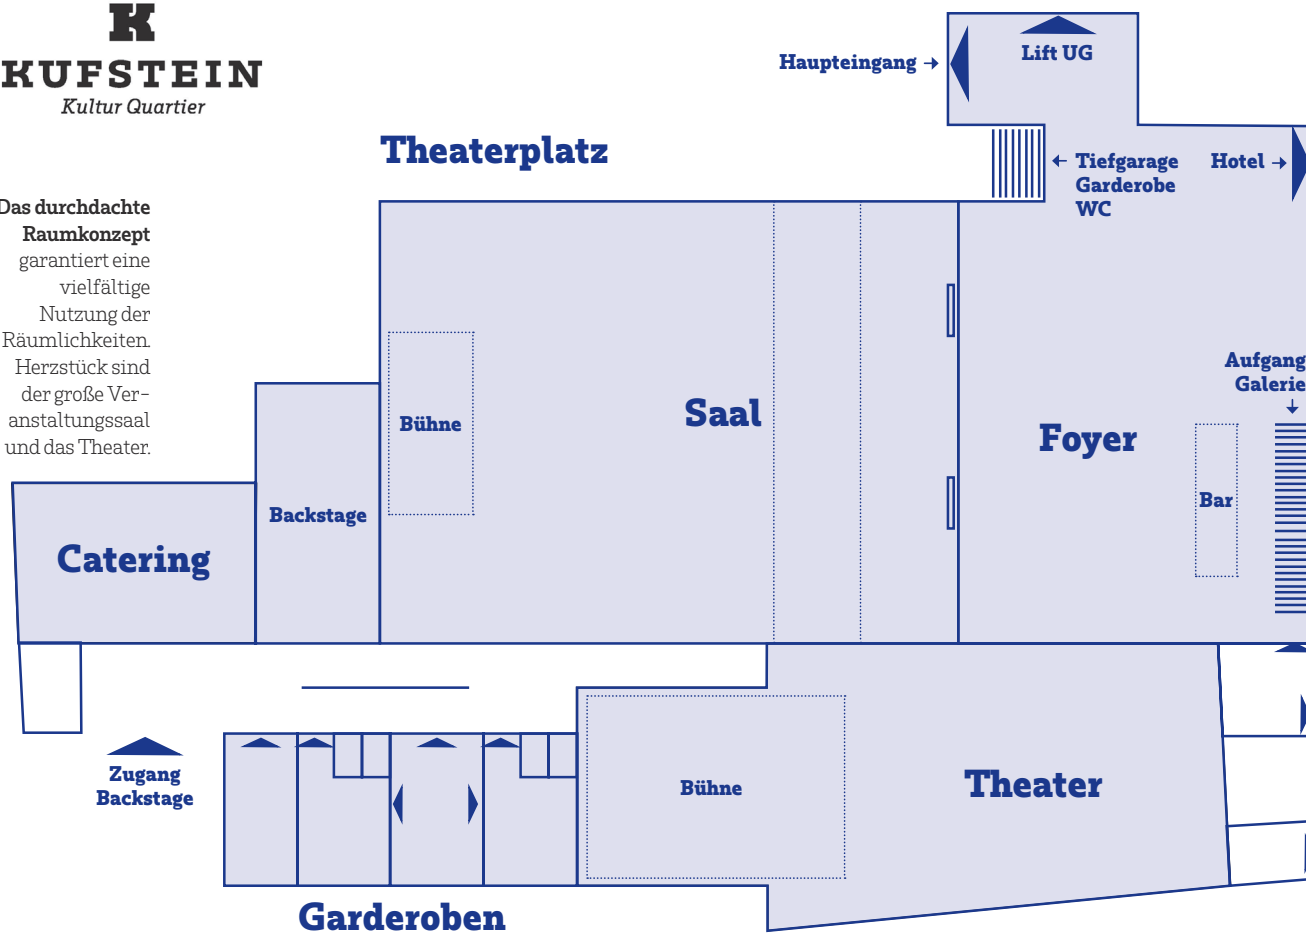 K
KUFSTEIN
Kultur Quartier
Das durchdachte
Raumkonzept
garantiert eine
vielfältige
Nutzung der
Räumlichkeiten.
Herzstück sind
der große Ver-
anstaltungssaal
und das Theater.
Theaterplatz
Haupteingang
Lift UG
Tiefgarage
Garderobe
WC
Hotel
Aufgang
Galerie
Bühne
Saal
Foyer
Bar
Backstage
Catering
Zugang
Backstage
Bühne
Theater
Garderoben